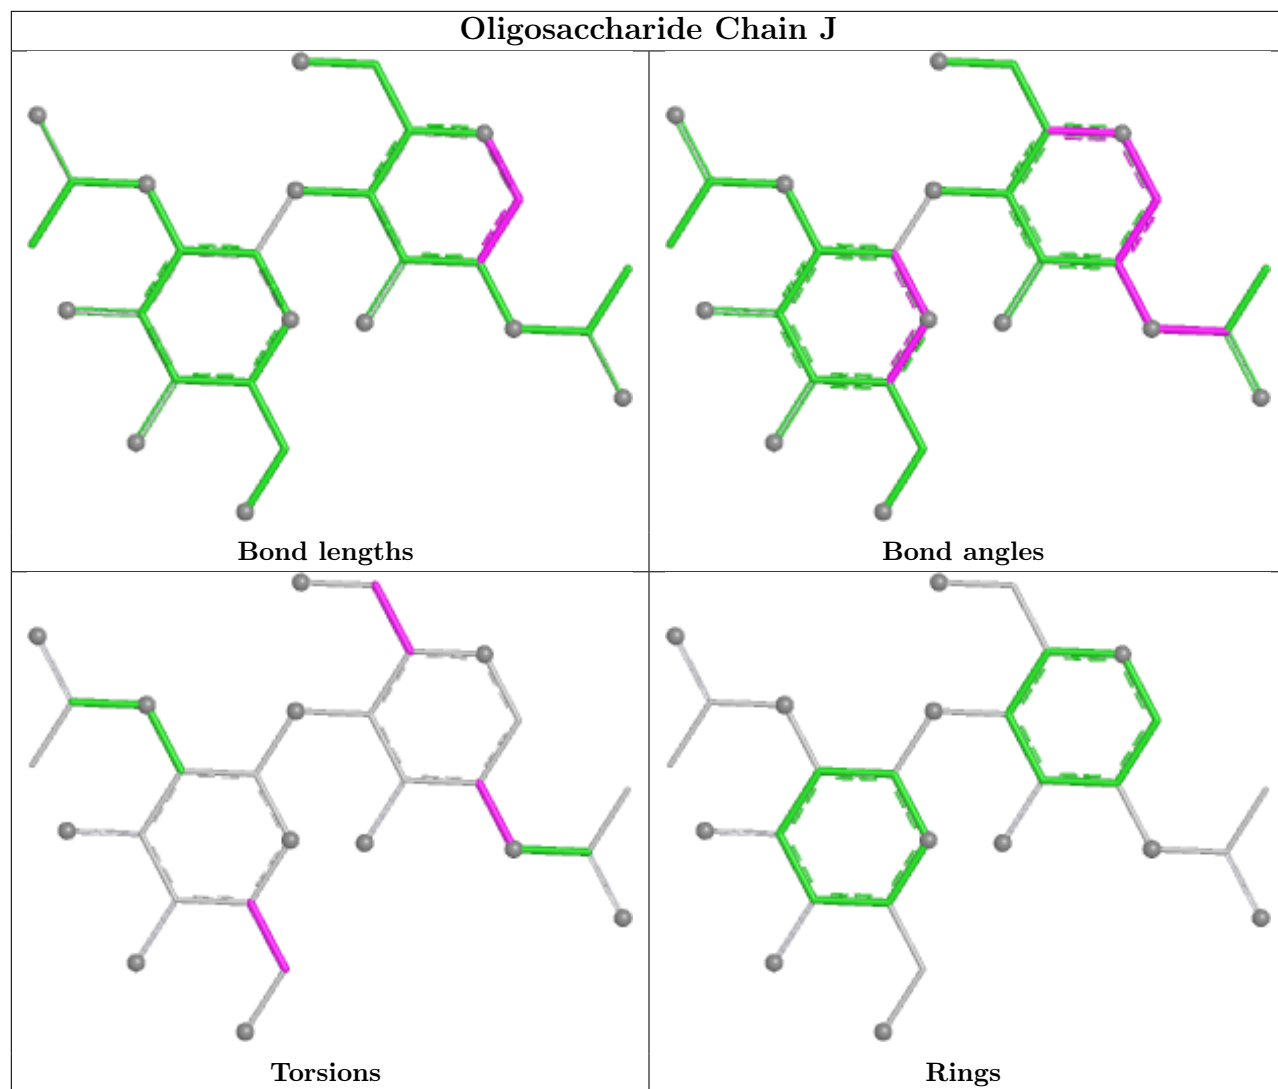 Oligosaccharide Chain J
Bond lengths
Bond angles
Torsions
Rings